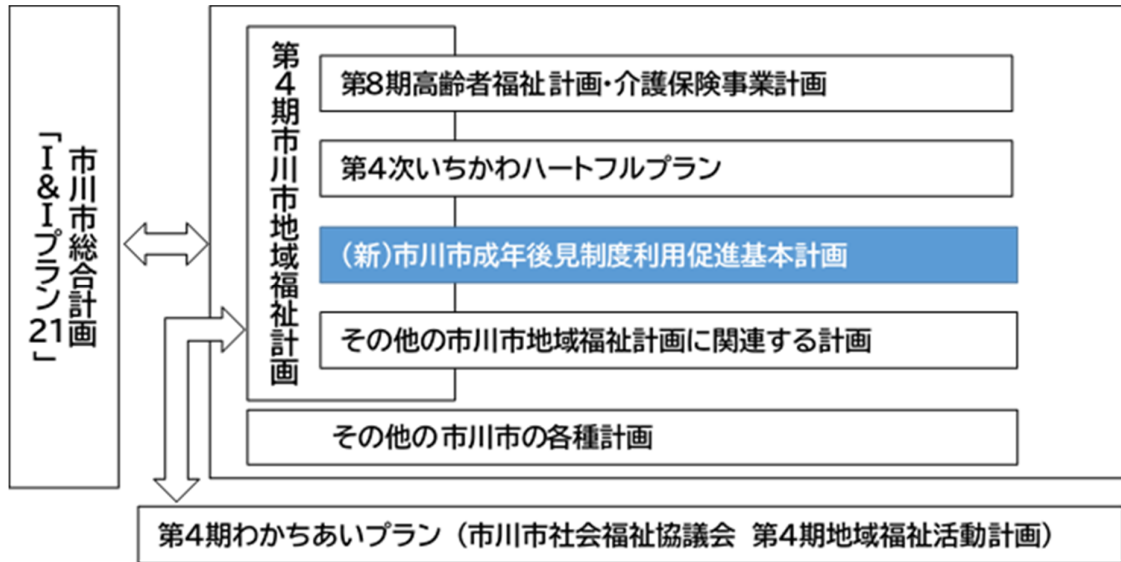 市川市総合計画
「Ｉ＆Ｉプラン21」
第４期市川市地域福祉計画
第８期高齢者福祉計画・介護保険事業計画
第４次いちかわハートフルプラン
（新）市川市成年後見制度利用促進基本計画
その他の市川市地域福祉計画に関連する計画
その他の市川市の各種計画
第４期わかちあいプラン（市川市社会福祉協議会 第４期地域福祉活動計画）